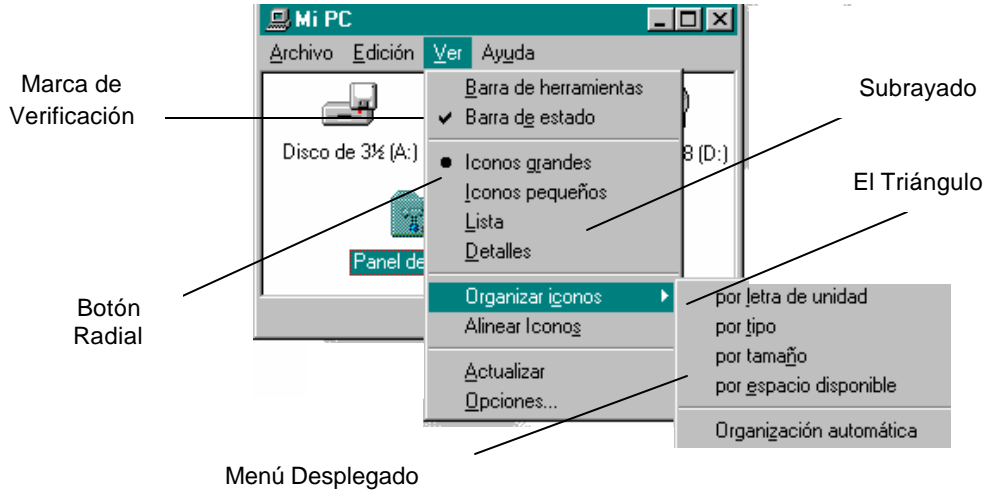 Mi PC
Archivo Edición Ver Ayuda
Marca de
Verificación
Barra de herramientas
Subrayado
✔ Barra de estado
Disco de 3½ (A:)
8 (D:)
• Iconos grandes
Iconos pequeños
El Triángulo
Lista
Detalles
Panel de
Organizar iconos
por letra de unidad
Botón
Radial
Alinear Iconos
por tipo
por tamaño
Actualizar
por espacio disponible
Opciones...
Organización automática
Menú Desplegado